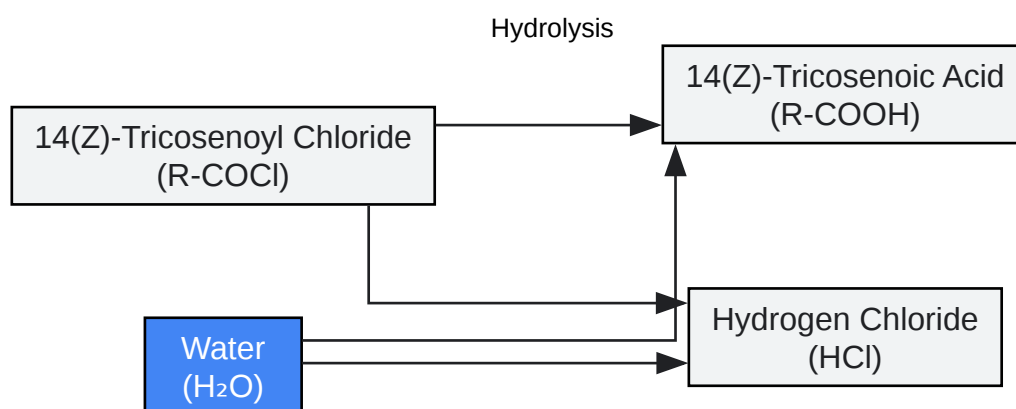 Hydrolysis
14(Z)-Tricosenoyl Chloride
(R-COCl)
14(Z)-Tricosenoic Acid
(R-COOH)
Water
(H₂O)
Hydrogen Chloride
(HCl)